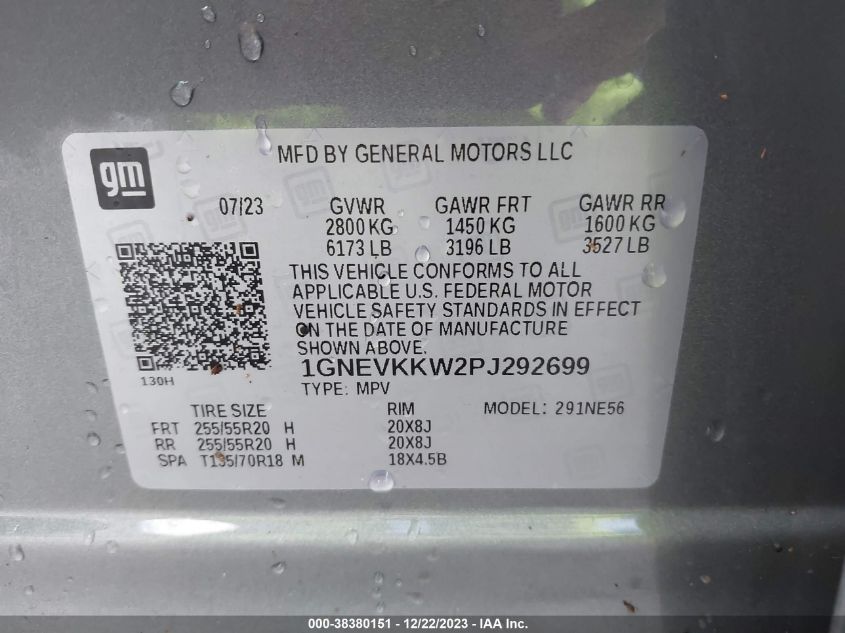 gm
MFD BY GENERAL MOTORS LLC
07/23 GVWR GAWR FRT GAWR RR
2800 KG 1450 KG 1600 KG
6173 LB 3196 LB 3527 LB
THIS VEHICLE CONFORMS TO ALL
APPLICABLE U.S. FEDERAL MOTOR
VEHICLE SAFETY STANDARDS IN EFFECT
ON THE DATE OF MANUFACTURE
SHOWN ABOVE.
130H
1GNEVKKW2PJ292699
TYPE: MPV
TIRE SIZE RIM MODEL: 291NE56
FRT 255/55R20 H 20X8J
RR 255/55R20 H 20X8J
SPA T135/70R18 M 18X4.5B
000-38380151 - 12/22/2023 - IAA, Inc.